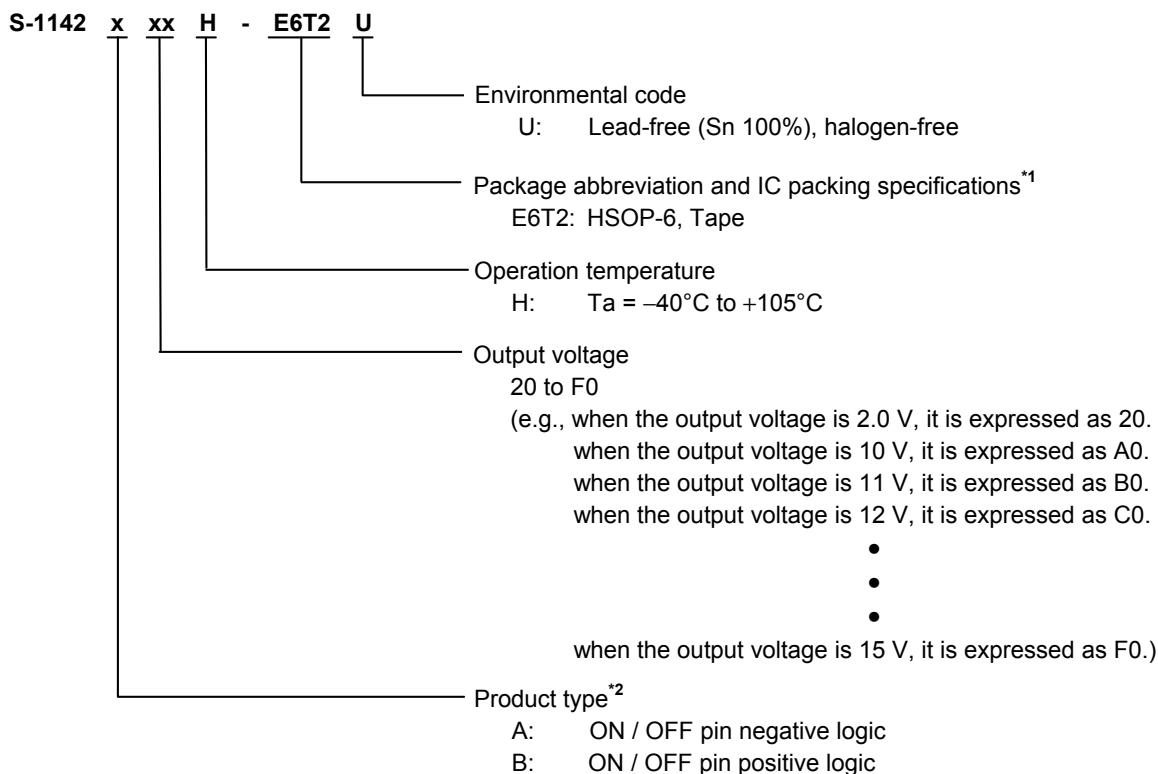 S-1142 x xx H - E6T2 U
Environmental code
U: Lead-free (Sn 100%), halogen-free
Package abbreviation and IC packing specifications*1
E6T2: HSOP-6, Tape
Operation temperature
H: Ta = −40°C to +105°C
Output voltage
20 to F0
(e.g., when the output voltage is 2.0 V, it is expressed as 20.
when the output voltage is 10 V, it is expressed as A0.
when the output voltage is 11 V, it is expressed as B0.
when the output voltage is 12 V, it is expressed as C0.
•
•
•
when the output voltage is 15 V, it is expressed as F0.)
Product type*2
A: ON / OFF pin negative logic
B: ON / OFF pin positive logic